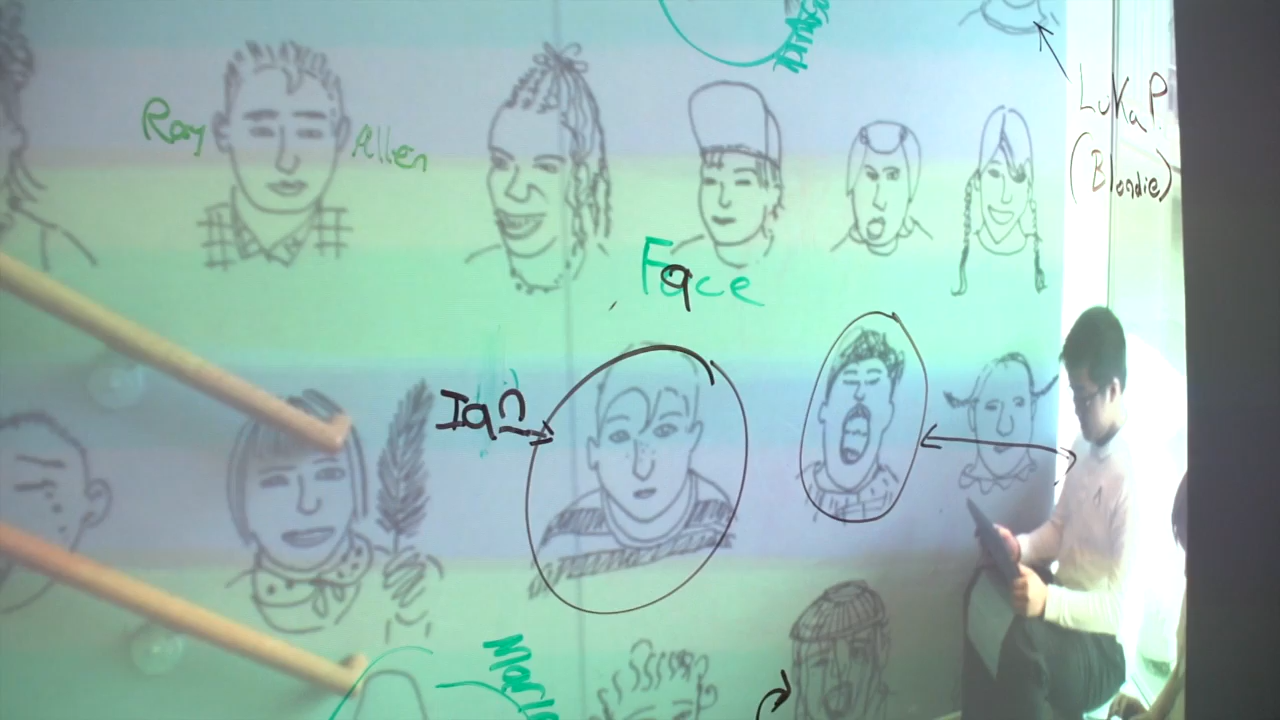 Luka P.
(Blondie)
Ray Allen
Face
Ian